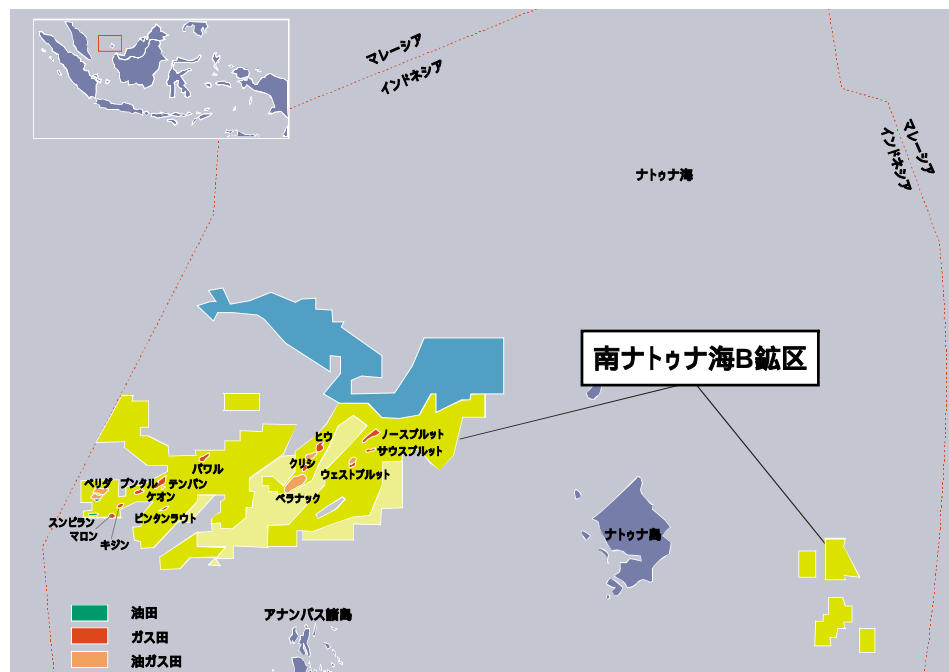 マレーシア
インドネシア
マレーシア
インドネシア
ナトゥナ海
南ナトゥナ海B鉱区
ヒウ
ノースブルット
サウスブルット
クリシ
ウェストブルット
バワル
ベラナック
ベリダ
ブンタル
テンバン
ケオン
ビンタンラウト
スンビラン
マロン
キジン
ナトゥナ島
アナンバス諸島
油田
ガス田
油ガス田